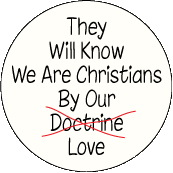 They
Will Know
We Are Christians
By Our
Doctrine
Love